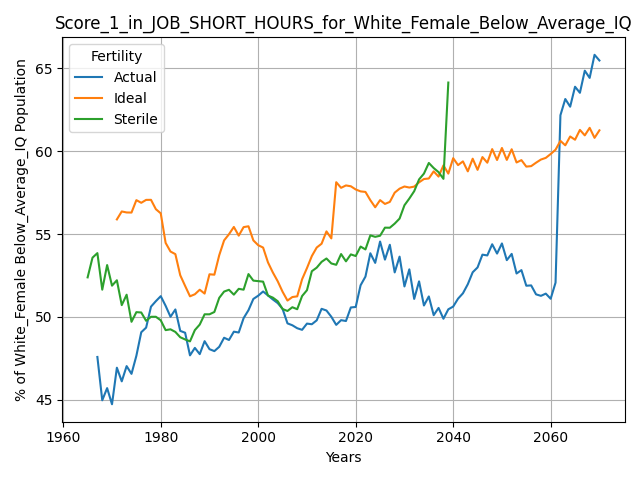 Score_1_in_JOB_SHORT_HOURS_for_White_Female_Below_Average_IQ
% of White_Female Below_Average_IQ Population
65
60
55
50
45
Fertility
Actual
Ideal
Sterile
1960 1980 2000 2020 2040 2060
Years